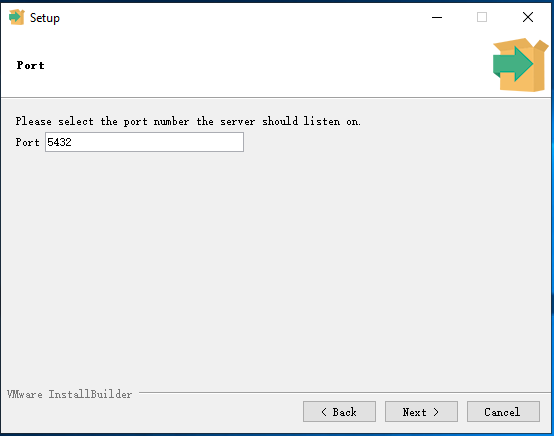 Setup
Port
Please select the port number the server should listen on.
Port 5432
VMware InstallBuilder
< Back Next > Cancel